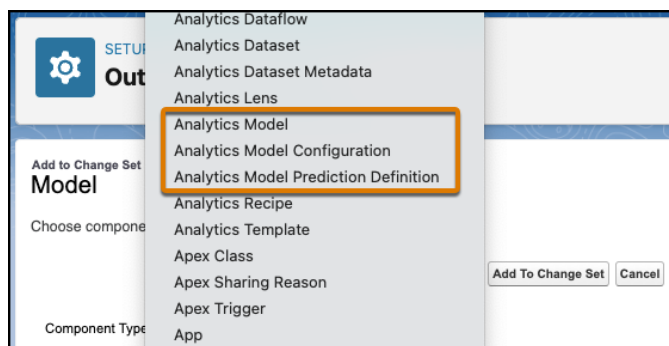 Analytics Dataflow
SETUP
Analytics Dataset
Out
Analytics Dataset Metadata
Analytics Lens
Analytics Model
Analytics Model Configuration
Add to Change Set
Analytics Model Prediction Definition
Model
Analytics Recipe
Choose compone
Analytics Template
Apex Class
Apex Sharing Reason
Add To Change Set
Cancel
Apex Trigger
Component Type
App